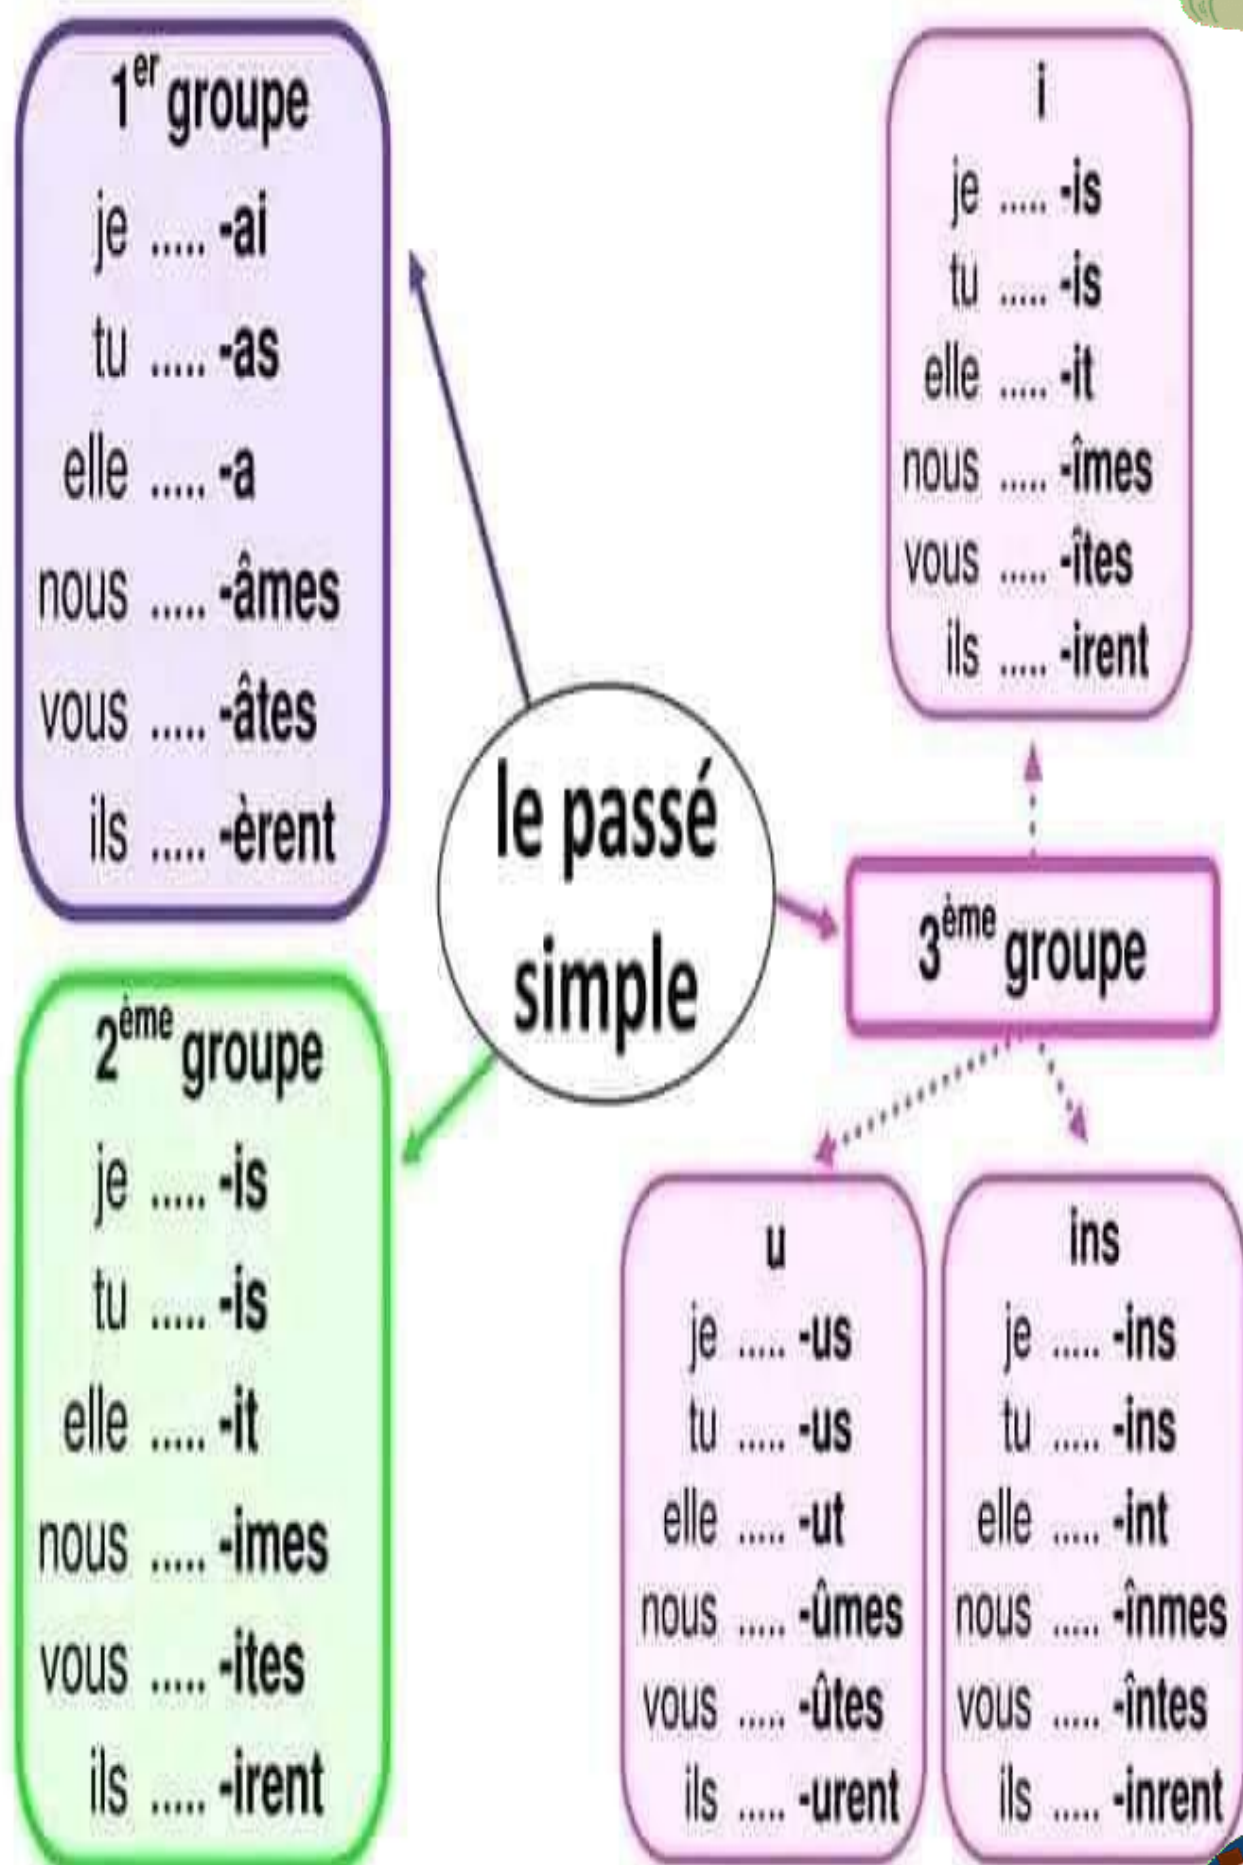 1er groupe
je ..... -ai
tu ..... -as
elle ..... -a
nous ..... -âmes
vous ..... -âtes
ils ..... -èrent
2ème groupe
je ..... -is
tu ..... -is
elle ..... -it
nous ..... -imes
vous ..... -ites
ils ..... -irent
le passé
simple
3ème groupe
i
je ..... -is
tu ..... -is
elle ..... -it
nous ..... -îmes
vous ..... -îtes
ils ..... -irent
u
je ..... -us
tu ..... -us
elle ..... -ut
nous ..... -ûmes
vous ..... -ûtes
ils ..... -urent
ins
je ..... -ins
tu ..... -ins
elle ..... -int
nous ..... -înmes
vous ..... -întes
ils ..... -inrent